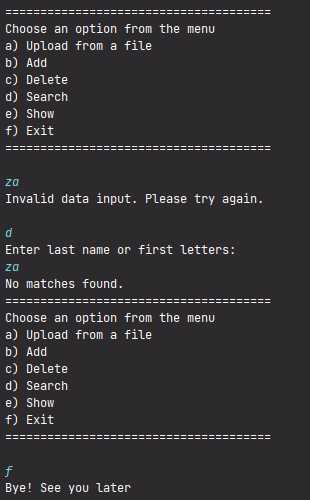 ======================================
Choose an option from the menu
a) Upload from a file
b) Add
c) Delete
d) Search
e) Show
f) Exit
======================================
za
Invalid data input. Please try again.
d
Enter last name or first letters:
za
No matches found.
======================================
Choose an option from the menu
a) Upload from a file
b) Add
c) Delete
d) Search
e) Show
f) Exit
======================================
f
Bye! See you later